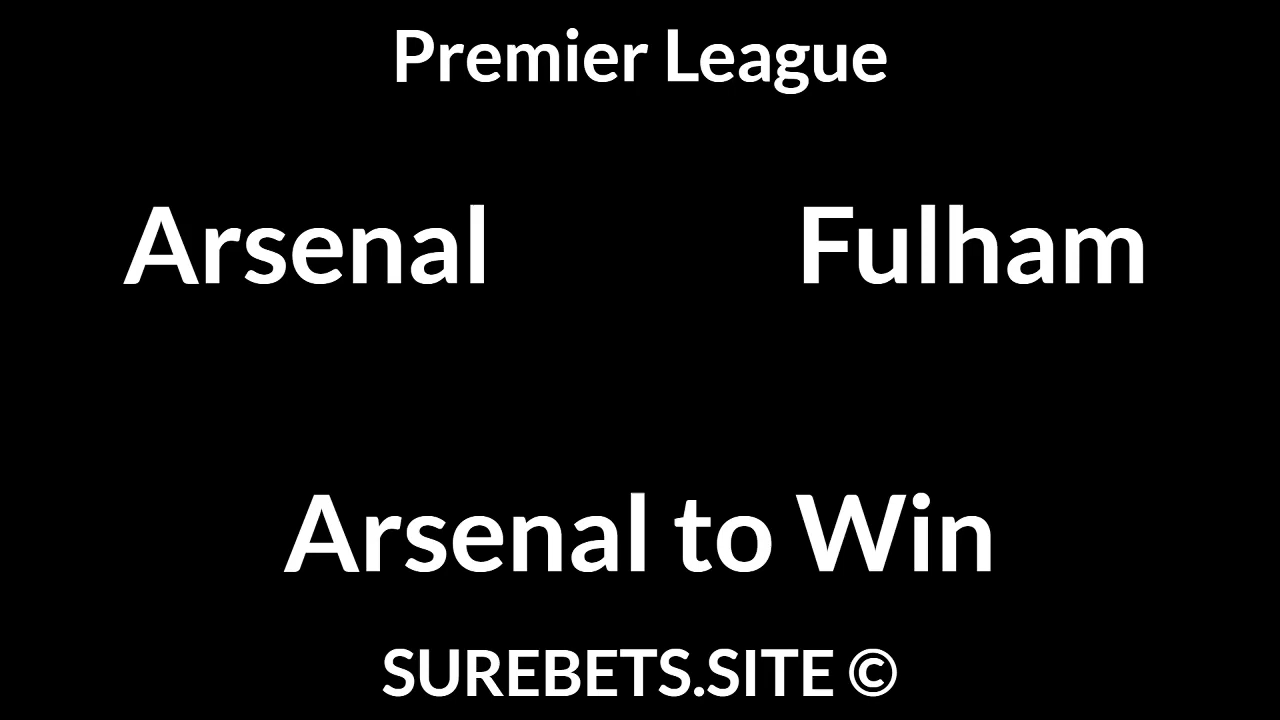 Premier League
Arsenal Fulham
Arsenal to Win
SUREBETS.SITE ©